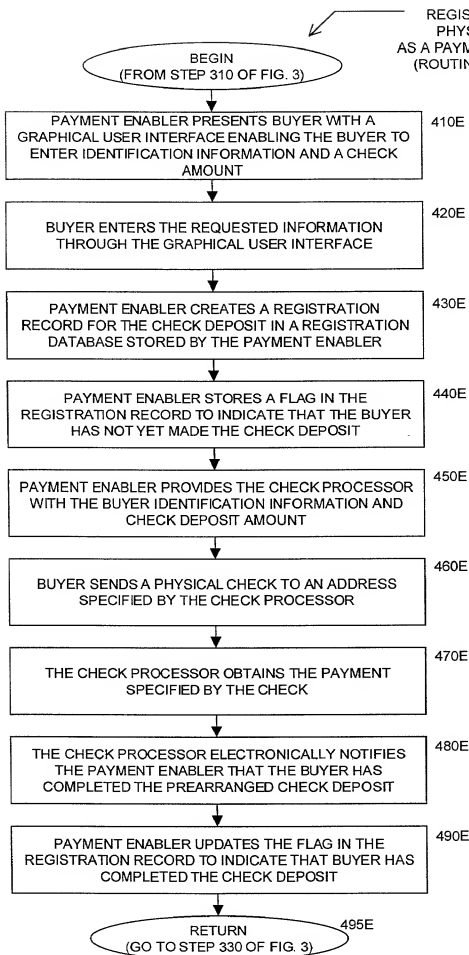 REGIS
PHYS
AS A PAYM
(ROUTIN
BEGIN
(FROM STEP 310 OF FIG. 3)
PAYMENT ENABLER PRESENTS BUYER WITH A
GRAPHICAL USER INTERFACE ENABLING THE BUYER TO
ENTER IDENTIFICATION INFORMATION AND A CHECK
AMOUNT
410E
BUYER ENTERS THE REQUESTED INFORMATION
THROUGH THE GRAPHICAL USER INTERFACE
420E
PAYMENT ENABLER CREATES A REGISTRATION
RECORD FOR THE CHECK DEPOSIT IN A REGISTRATION
DATABASE STORED BY THE PAYMENT ENABLER
430E
PAYMENT ENABLER STORES A FLAG IN THE
REGISTRATION RECORD TO INDICATE THAT THE BUYER
HAS NOT YET MADE THE CHECK DEPOSIT
440E
PAYMENT ENABLER PROVIDES THE CHECK PROCESSOR
WITH THE BUYER IDENTIFICATION INFORMATION AND
CHECK DEPOSIT AMOUNT
450E
BUYER SENDS A PHYSICAL CHECK TO AN ADDRESS
SPECIFIED BY THE CHECK PROCESSOR
460E
THE CHECK PROCESSOR OBTAINS THE PAYMENT
SPECIFIED BY THE CHECK
470E
THE CHECK PROCESSOR ELECTRONICALLY NOTIFIES
THE PAYMENT ENABLER THAT THE BUYER HAS
COMPLETED THE PREARRANGED CHECK DEPOSIT
480E
PAYMENT ENABLER UPDATES THE FLAG IN THE
REGISTRATION RECORD TO INDICATE THAT BUYER HAS
COMPLETED THE CHECK DEPOSIT
490E
RETURN
(GO TO STEP 330 OF FIG. 3)
495E